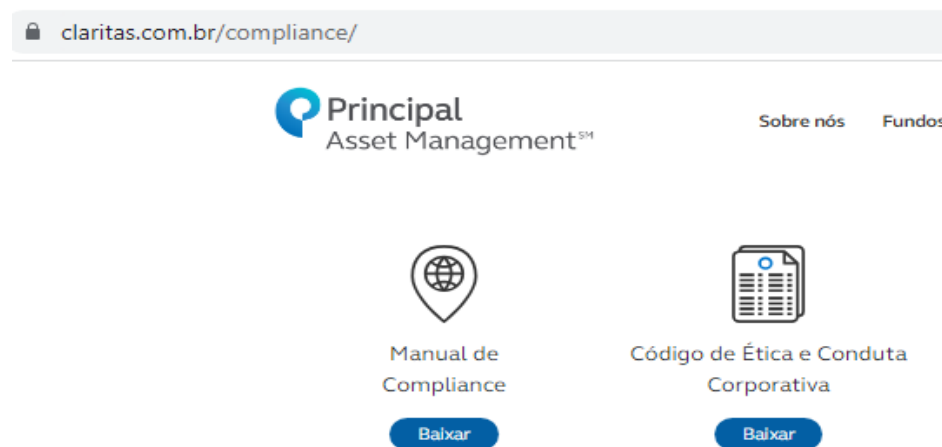 claritas.com.br/compliance/
Principal
Asset Management℠
Sobre nós Fundos
Manual de
Compliance
Baixar
Código de Ética e Conduta
Corporativa
Baixar